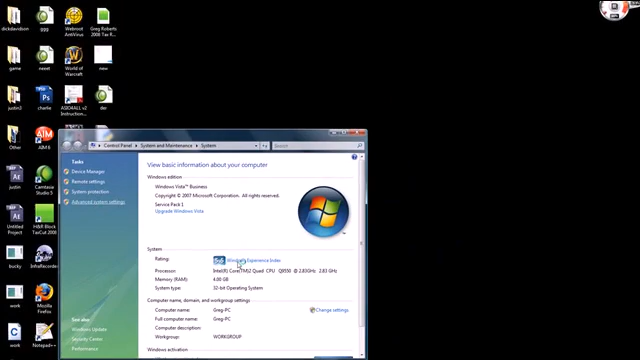 dickdavidson
ggg
Webroot
AntiVirus
Greg Roberts
2008 Tax R...
game
neeet
World of
Warcraft
new
justin3
charlie
ASIO4ALL v2
Instruction...
der
Other
AIM 6
justin
Camtasia
Studio 5
Untitled
Project
H&R Block
TaxCut 2008
bucky
InfraRecorder
work
Mozilla
Firefox
work
Control Panel
System and Maintenance
System
Search
Tasks
Device Manager
Remote settings
System protection
Advanced system settings
See also
Windows Update
Security Center
Performance
View basic information about your computer
Windows edition
Windows Vista™ Business
Copyright © 2007 Microsoft Corporation. All rights reserved.
Service Pack 1
Upgrade Windows Vista
System
Rating:
Windows Experience Index
Processor:
Intel(R) Core(TM)2 Quad CPU Q9550 @ 2.83GHz 2.83 GHz
Memory (RAM):
4.00 GB
System type:
32-bit Operating System
Computer name, domain, and workgroup settings
Computer name:
Greg-PC
Change settings
Full computer name:
Greg-PC
Computer description:
Workgroup:
WORKGROUP
Windows activation